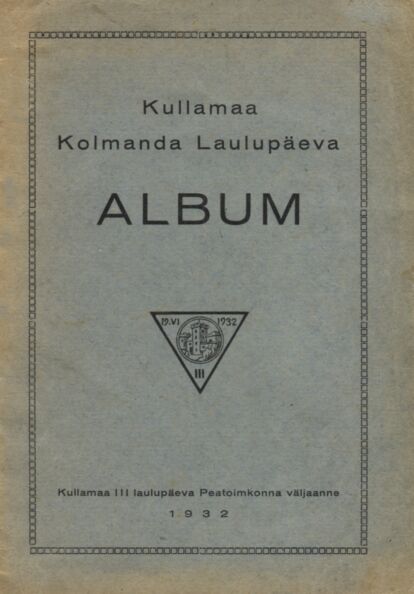 Kullamaa
Kolmanda Laulupäeva
ALBUM
19.VI 1932
III
Kullamaa III laulupäeva Peatoimkonna väljaanne
1932